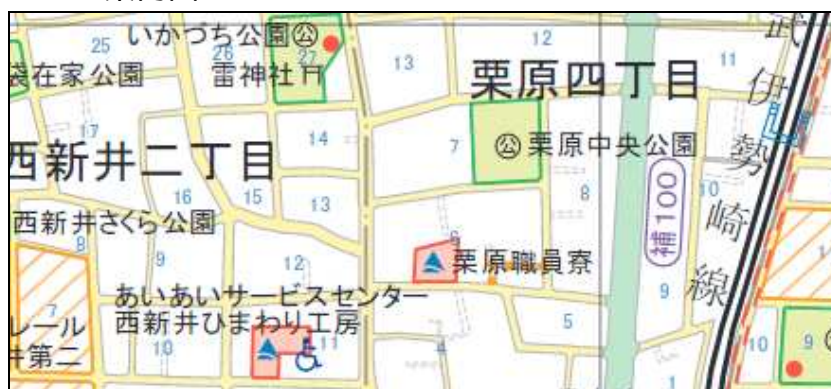 25
いかづち公園㊂
26
27
13
12
11
武伊勢崎線
袋在家公園
雷神社
栗原四丁目
17
14
7
㊂栗原中央公園
西新井二丁目
16
15
13
8
補100
10
西新井さくら公園
8
9
12
6
栗原職員寮
9
7
あいあいサービスセンター
西新井ひまわり工房
レール
井第二
10
11
4
5
1
10
9